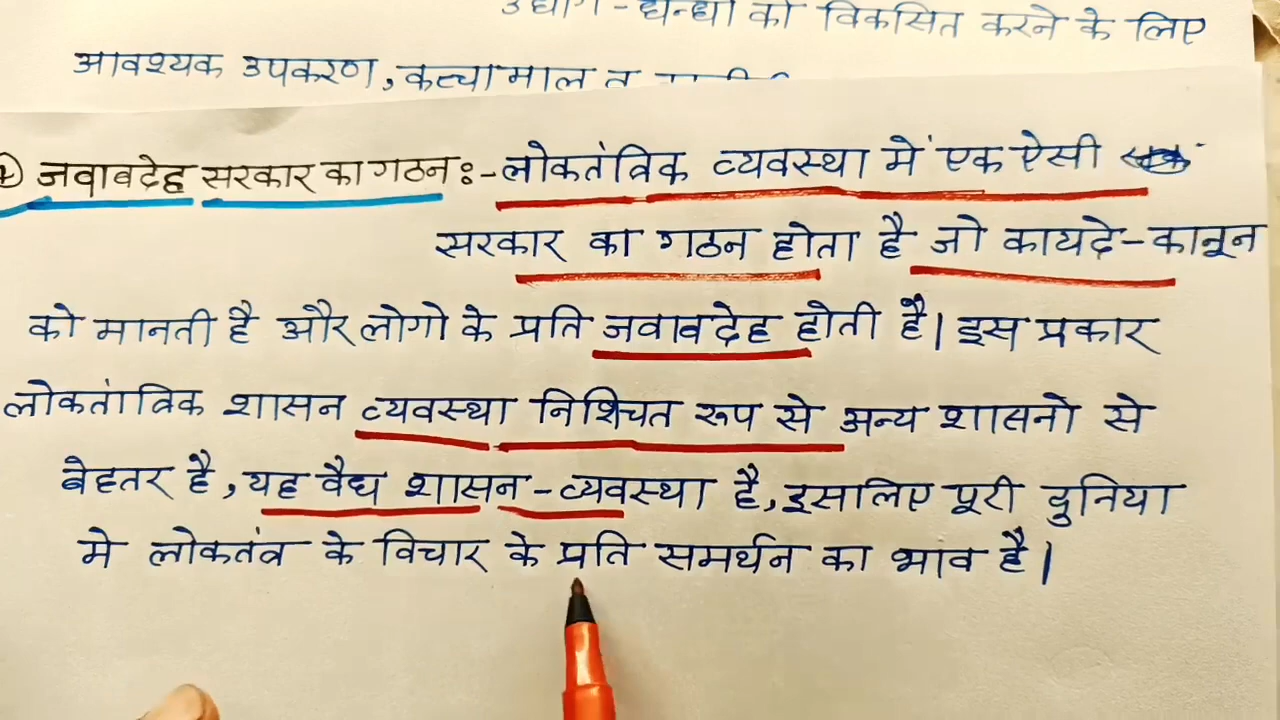 उद्योग-धन्धों को विकसित करने के लिए
आवश्यक उपकरण, कच्चा माल व
जवाबदेह सरकार का गठन :- लोकतांत्रिक व्यवस्था में एक ऐसी
सरकार का गठन होता है जो कायदे-कानून
को मानती है और लोगो के प्रति जवाबदेह होती है। इस प्रकार
लोकतांत्रिक शासन व्यवस्था निश्चित रूप से अन्य शासनो से
बेहतर है, यह वैध शासन-व्यवस्था है, इसलिए पूरी दुनिया
मे लोकतंत्र के विचार के प्रति समर्थन का भाव है।